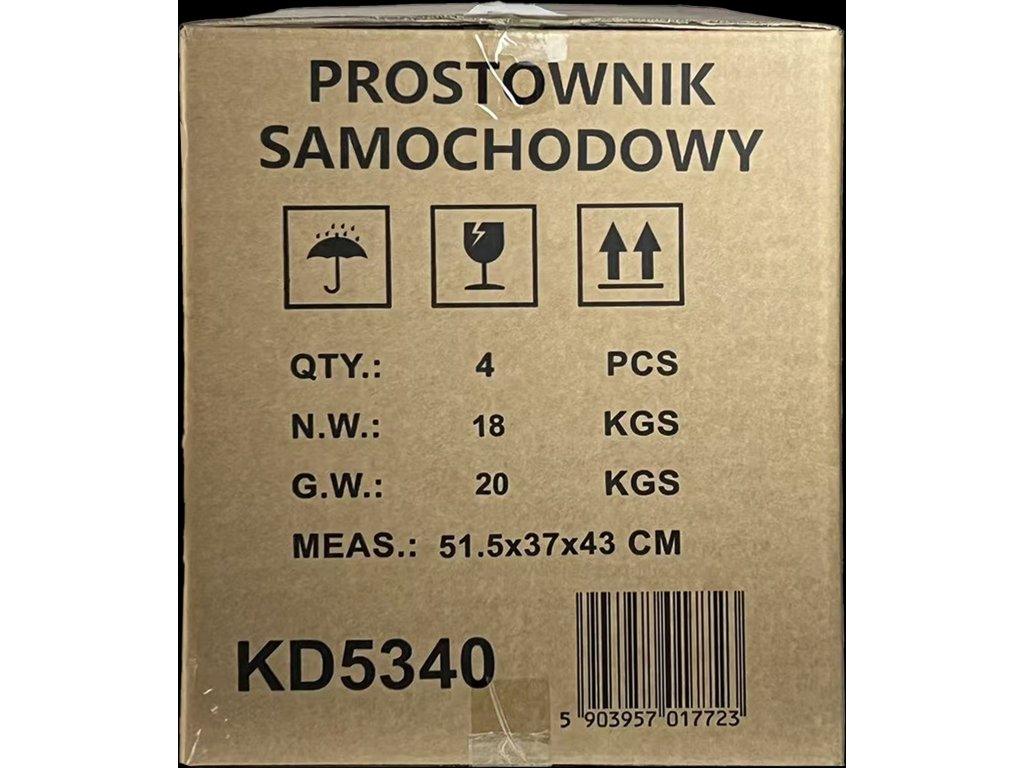 PROSTOWNIK
SAMOCHODOWY
QTY.: 4 PCS
N.W.: 18 KGS
G.W.: 20 KGS
MEAS.: 51.5x37x43 CM
KD5340
5 903957 017723